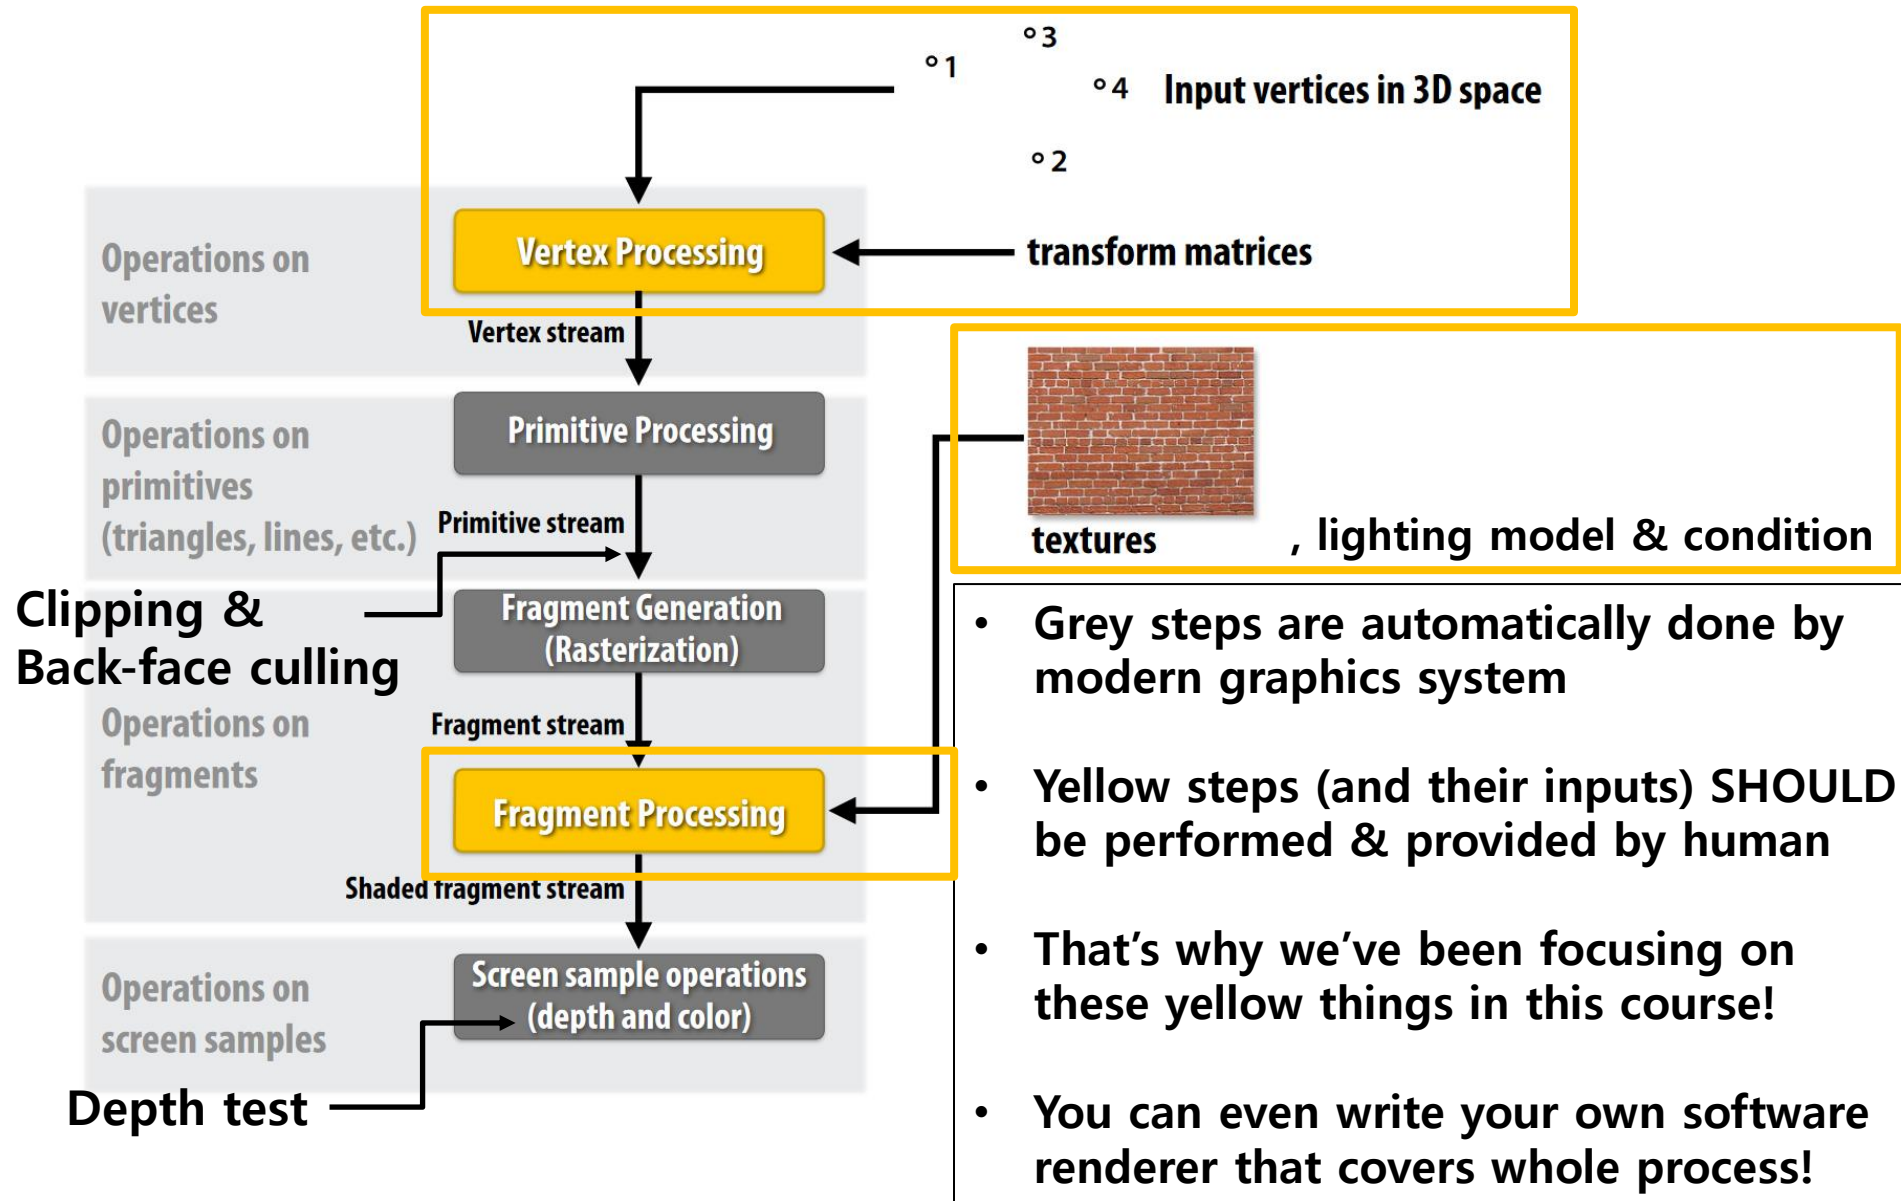 °3
°1
°4 Input vertices in 3D space
°2
Operations on
vertices
Vertex Processing
transform matrices
Vertex stream
Operations on
primitives
(triangles, lines, etc.)
Primitive Processing
Primitive stream
textures , lighting model & condition
Clipping &
Back-face culling
Fragment Generation
(Rasterization)
Operations on
fragments
Fragment stream
Fragment Processing
Shaded fragment stream
Operations on
screen samples
Screen sample operations
(depth and color)
Depth test
• Grey steps are automatically done by
modern graphics system
• Yellow steps (and their inputs) SHOULD
be performed & provided by human
• That’s why we’ve been focusing on
these yellow things in this course!
• You can even write your own software
renderer that covers whole process!